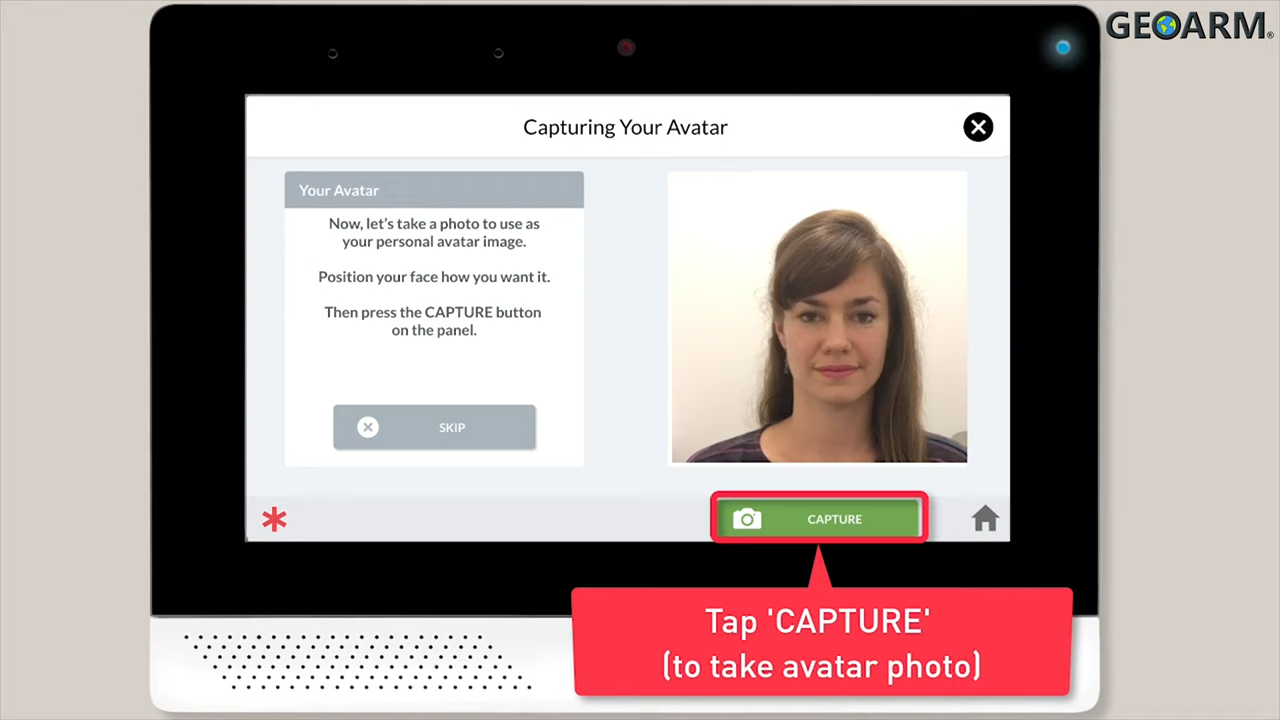 GEOARM®
Capturing Your Avatar
Your Avatar
Now, let's take a photo to use as
your personal avatar image.
Position your face how you want it.
Then press the CAPTURE button
on the panel.
SKIP
CAPTURE
Tap 'CAPTURE'
(to take avatar photo)